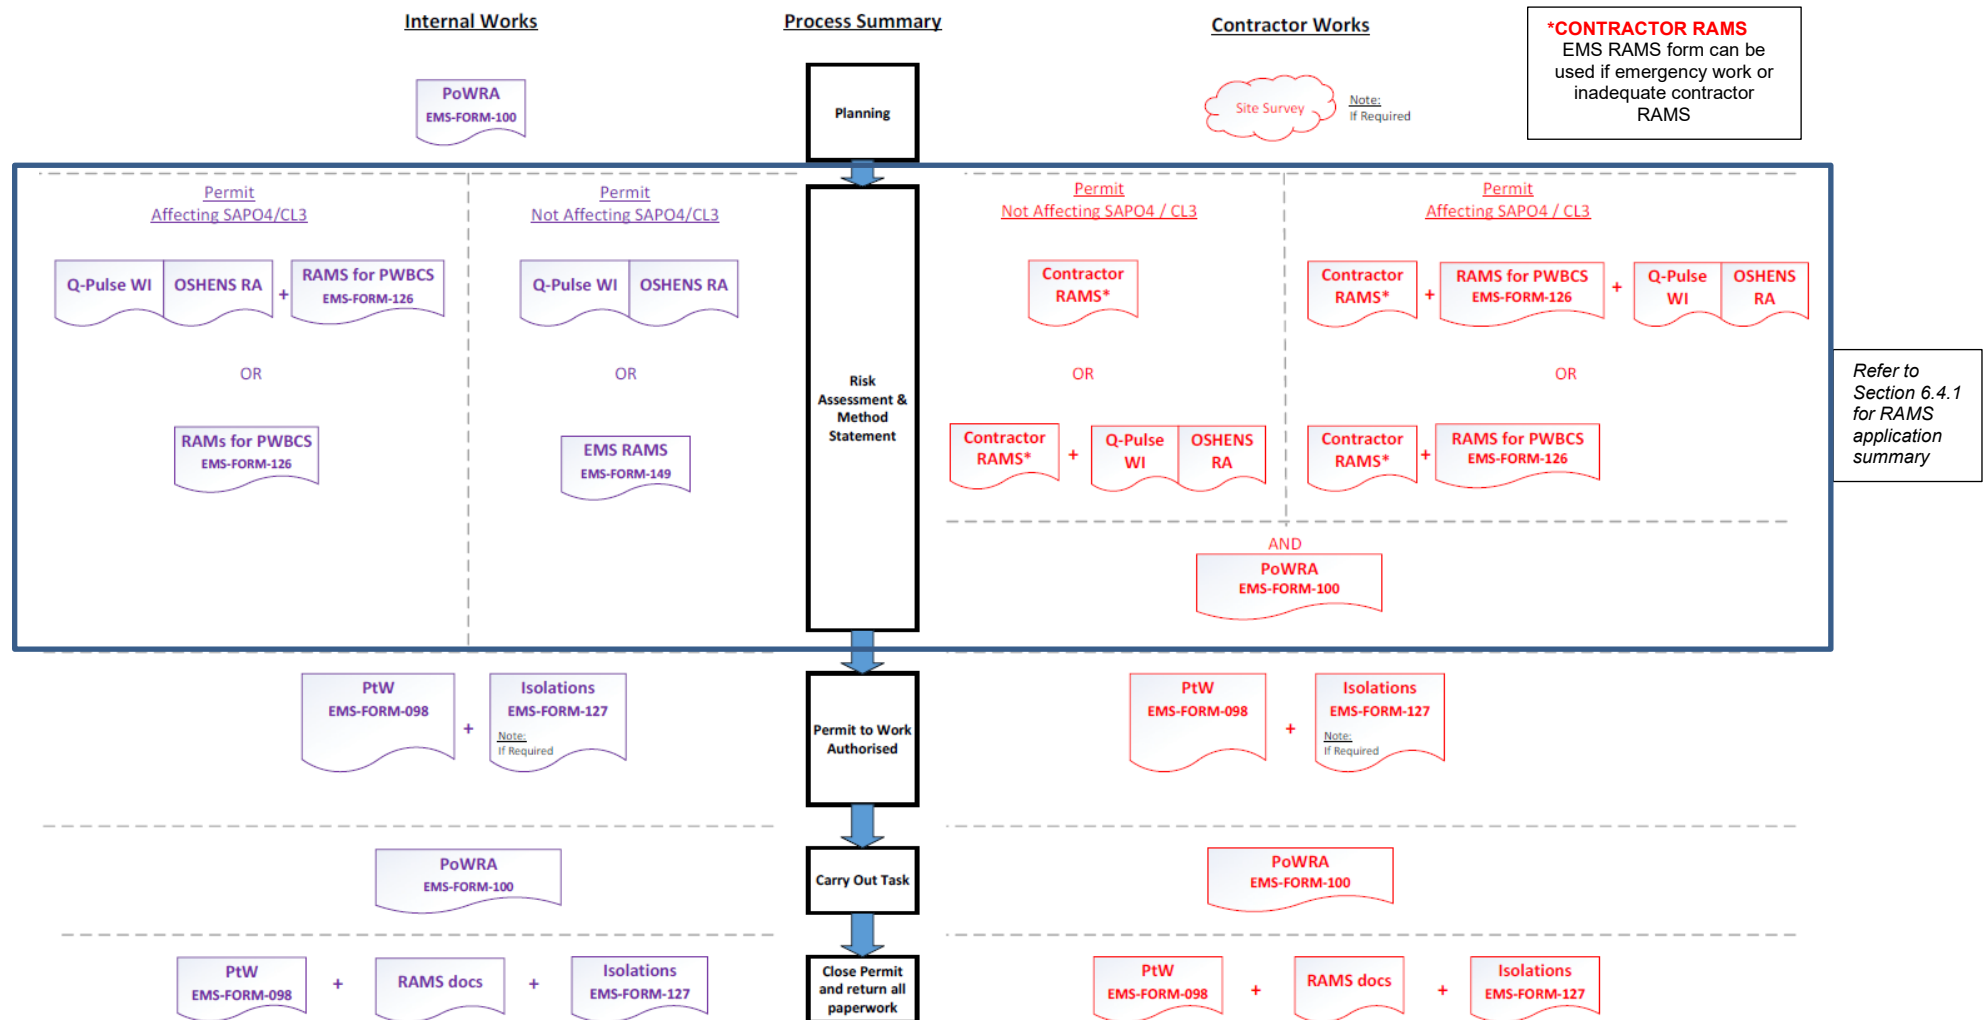 Internal Works
Process Summary
Contractor Works
*CONTRACTOR RAMS
EMS RAMS form can be
used if emergency work or
inadequate contractor
RAMS
PoWRA
EMS-FORM-100
Planning
Site Survey
Note:
If Required
Permit
Affecting SAPO4/CL3
Permit
Not Affecting SAPO4/CL3
Permit
Not Affecting SAPO4 / CL3
Permit
Affecting SAPO4 / CL3
Q-Pulse WI
OSHENS RA
+
RAMS for PWBCS
EMS-FORM-126
Q-Pulse WI
OSHENS RA
Contractor
RAMS*
Contractor
RAMS*
+
RAMS for PWBCS
EMS-FORM-126
+
Q-Pulse
WI
OSHENS
RA
OR
OR
Risk
Assessment &
Method
Statement
OR
OR
Refer to
Section 6.4.1
for RAMS
application
summary
RAMs for PWBCS
EMS-FORM-126
EMS RAMS
EMS-FORM-149
Contractor
RAMS*
+
Q-Pulse
WI
OSHENS
RA
Contractor
RAMS*
+
RAMS for PWBCS
EMS-FORM-126
AND
PoWRA
EMS-FORM-100
PtW
EMS-FORM-098
+
Isolations
EMS-FORM-127
Note:
If Required
Permit to Work
Authorised
PtW
EMS-FORM-098
+
Isolations
EMS-FORM-127
Note:
If Required
PoWRA
EMS-FORM-100
Carry Out Task
PoWRA
EMS-FORM-100
PtW
EMS-FORM-098
+
RAMS docs
+
Isolations
EMS-FORM-127
Close Permit
and return all
paperwork
PtW
EMS-FORM-098
+
RAMS docs
+
Isolations
EMS-FORM-127